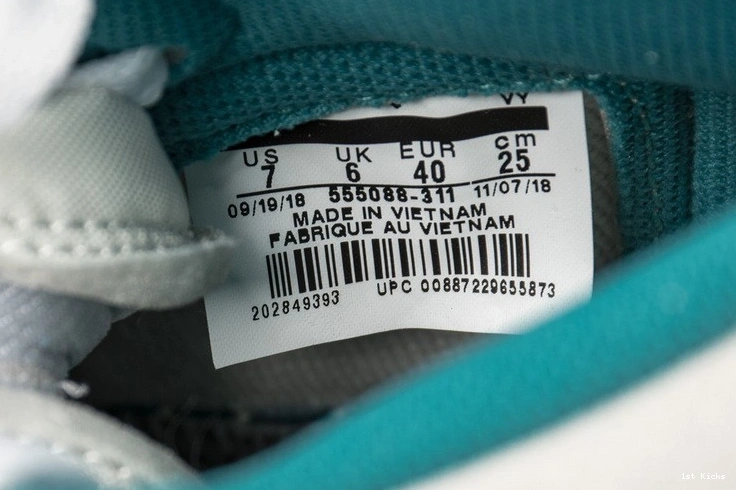 VY
US UK EUR cm
7 6 40 25
09/19/18 555088-311 11/07/18
MADE IN VIETNAM
FABRIQUE AU VIETNAM
202849393 UPC 00887229655873
1st Kicks